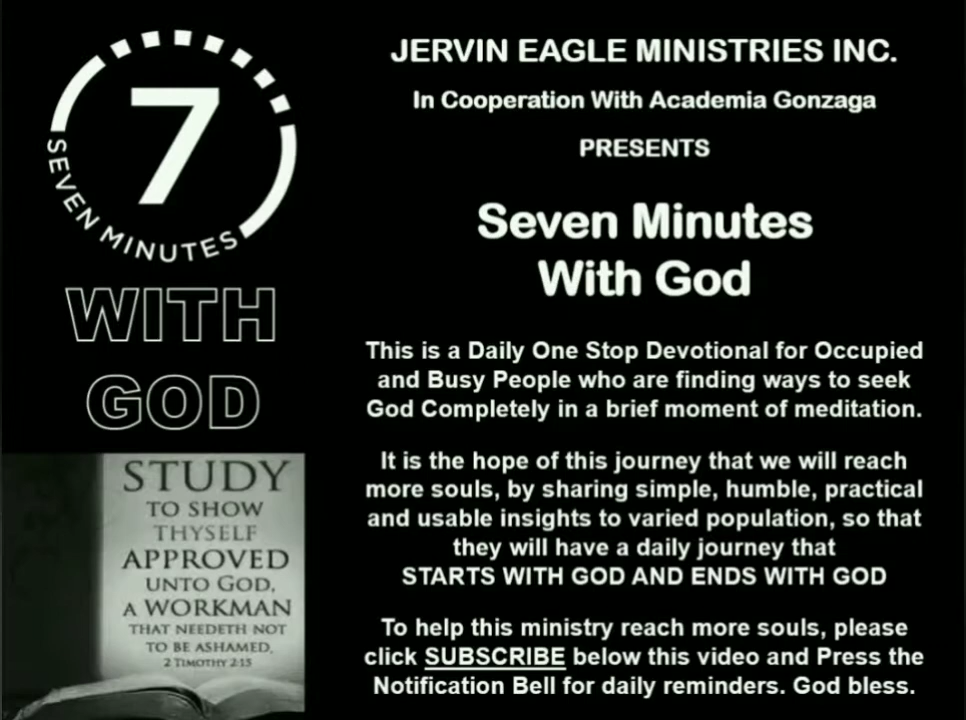 7
SEVEN MINUTES
WITH
GOD
STUDY
TO SHOW
THYSELF
APPROVED
UNTO GOD,
A WORKMAN
THAT NEEDETH NOT
TO BE ASHAMED,
2 TIMOTHY 2:15
JERVIN EAGLE MINISTRIES INC.
In Cooperation With Academia Gonzaga
PRESENTS
Seven Minutes
With God
This is a Daily One Stop Devotional for Occupied
and Busy People who are finding ways to seek
God Completely in a brief moment of meditation.
It is the hope of this journey that we will reach
more souls, by sharing simple, humble, practical
and usable insights to varied population, so that
they will have a daily journey that
STARTS WITH GOD AND ENDS WITH GOD
To help this ministry reach more souls, please
click SUBSCRIBE below this video and Press the
Notification Bell for daily reminders. God bless.